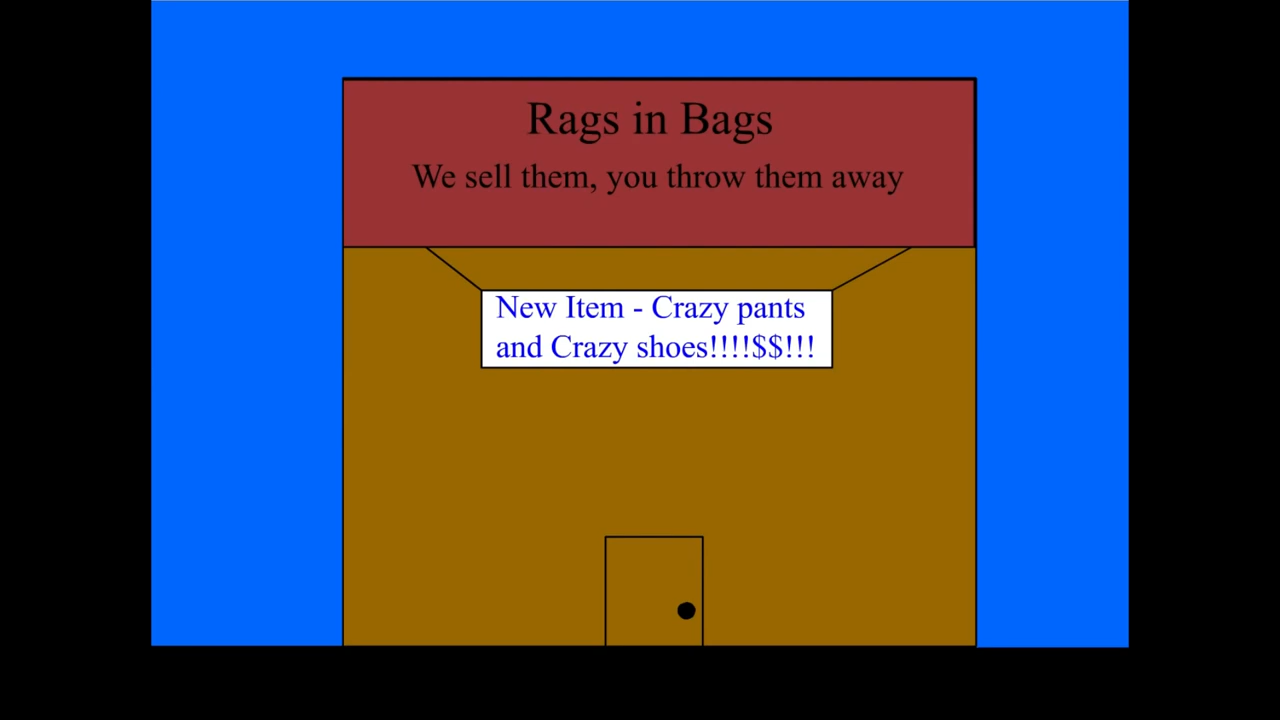 Rags in Bags
We sell them, you throw them away
New Item - Crazy pants
and Crazy shoes!!!!$$!!!